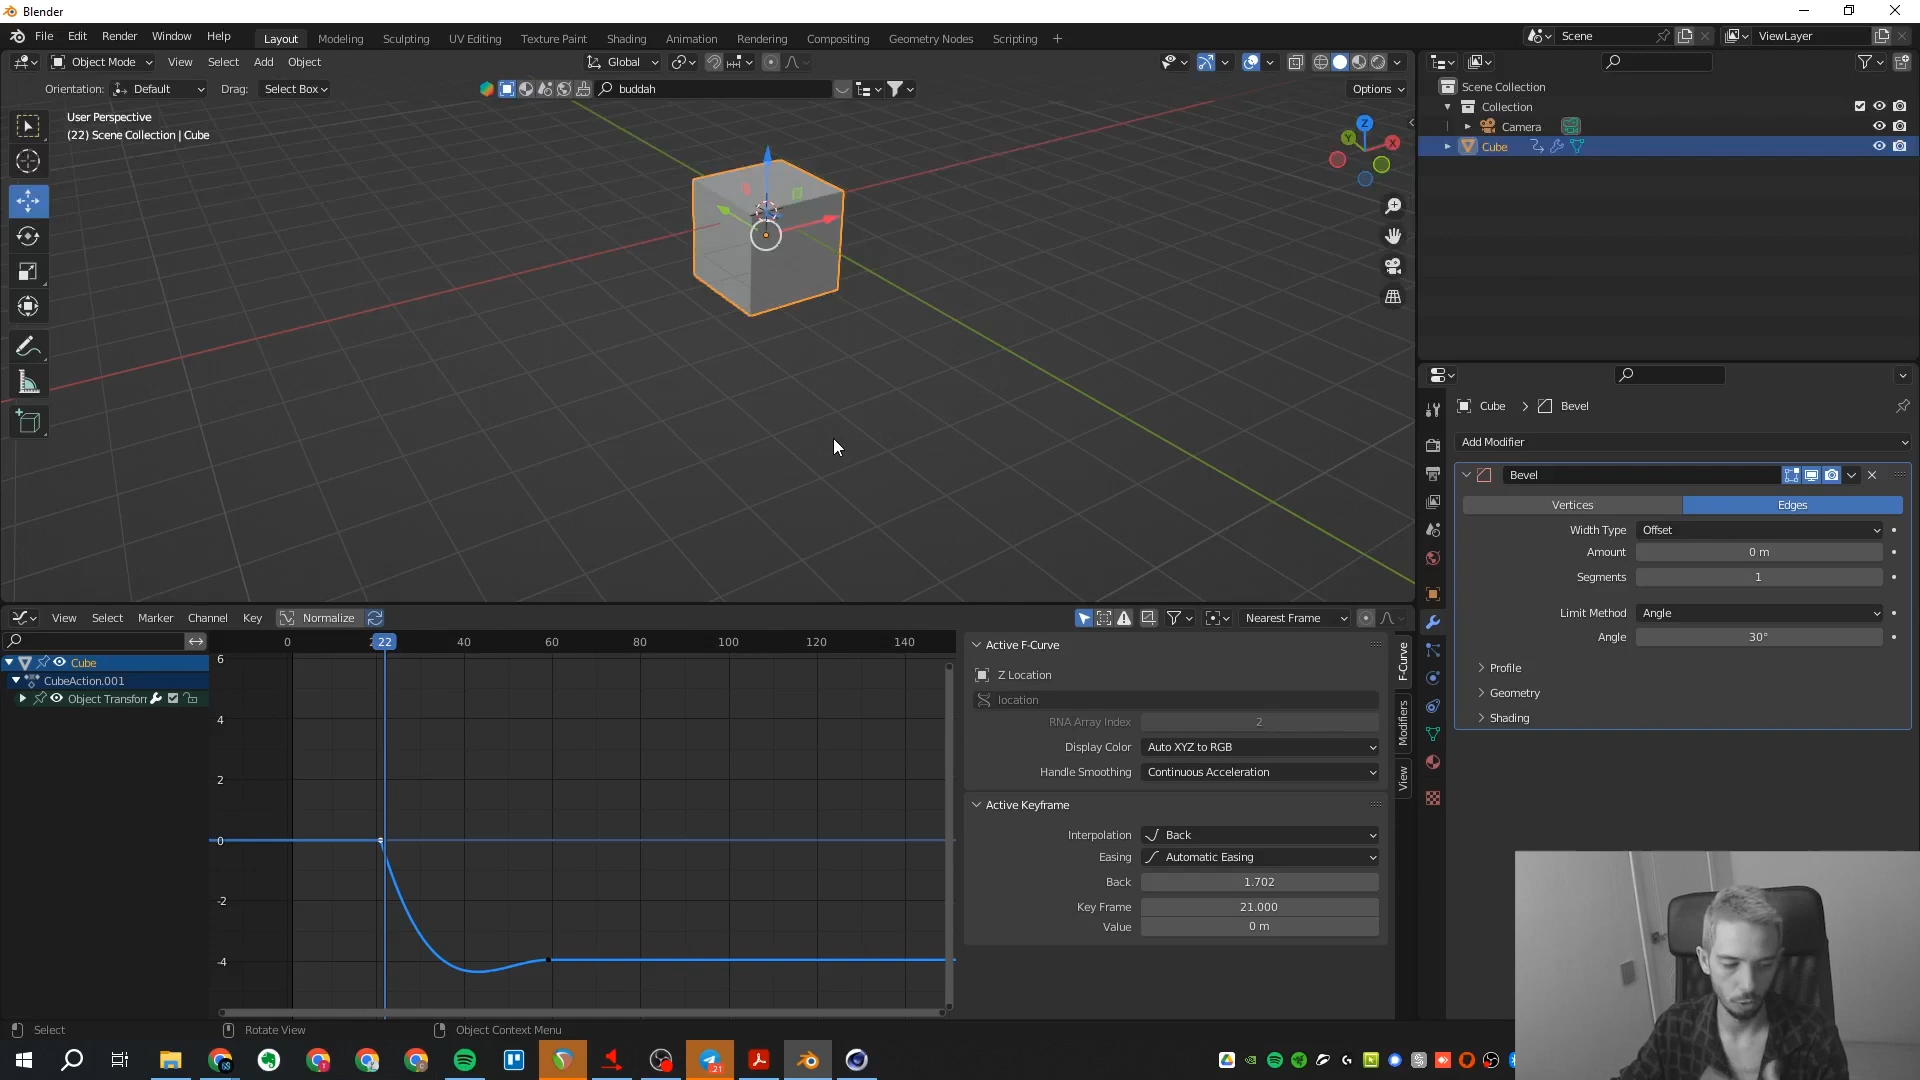 Blender
File Edit Render Window Help
Layout Modeling Sculpting UV Editing Texture Paint Shading Animation Rendering Compositing Geometry Nodes Scripting +
Scene
ViewLayer
Object Mode View Select Add Object
Global
Orientation: Default Drag: Select Box
buddah
Options
User Perspective
(22) Scene Collection | Cube
Z
Y
X
Scene Collection
Collection
Camera
Cube
Cube > Bevel
Add Modifier
Bevel
Vertices Edges
Width Type Offset
Amount 0 m
Segments 1
Limit Method Angle
Angle 30°
Profile
Geometry
Shading
View Select Marker Channel Key Normalize
Nearest Frame
0 22 40 60 80 100 120 140
Cube
CubeAction.001
Object Transfor
6
4
2
0
-2
-4
Active F-Curve
Z Location
location
RNA Array Index 2
Display Color Auto XYZ to RGB
Handle Smoothing Continuous Acceleration
Active Keyframe
Interpolation Back
Easing Automatic Easing
Back 1.702
Key Frame 21.000
Value 0 m
F-Curve
Modifiers
View
Select Rotate View Object Context Menu
21